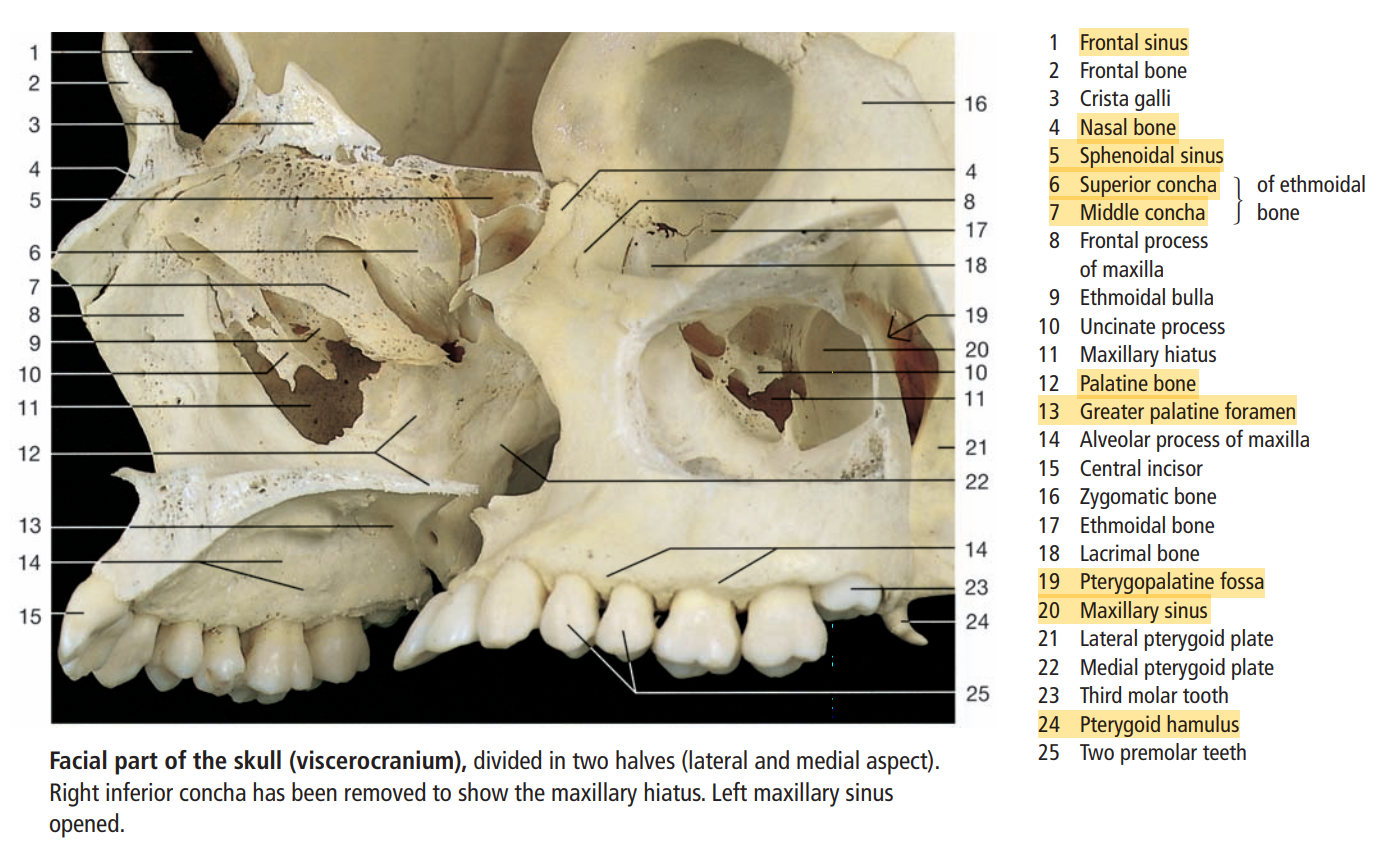 1
2
3
4
5
6
7
8
9
10
11
12
13
14
15
16
4
8
17
18
19
20
10
11
21
22
14
23
24
25
1 Frontal sinus
2 Frontal bone
3 Crista galli
4 Nasal bone
5 Sphenoidal sinus
6 Superior concha
7 Middle concha
of ethmoidal
bone
8 Frontal process
of maxilla
9 Ethmoidal bulla
10 Uncinate process
11 Maxillary hiatus
12 Palatine bone
13 Greater palatine foramen
14 Alveolar process of maxilla
15 Central incisor
16 Zygomatic bone
17 Ethmoidal bone
18 Lacrimal bone
19 Pterygopalatine fossa
20 Maxillary sinus
21 Lateral pterygoid plate
22 Medial pterygoid plate
23 Third molar tooth
24 Pterygoid hamulus
25 Two premolar teeth
Facial part of the skull (viscerocranium), divided in two halves (lateral and medial aspect).
Right inferior concha has been removed to show the maxillary hiatus. Left maxillary sinus
opened.